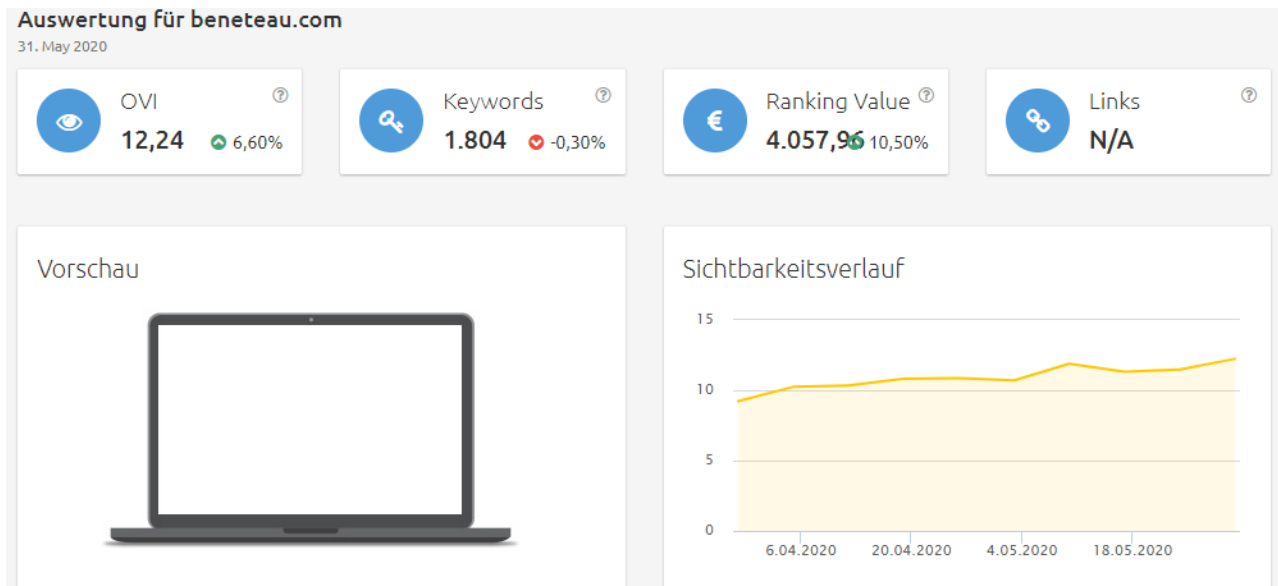 Auswertung für beneteau.com
31. May 2020
OVI
12,24 6,60%
Keywords
1.804 -0,30%
Ranking Value
€
4.057,96 10,50%
Links
N/A
Vorschau
Sichtbarkeitsverlauf
15
10
5
0
6.04.2020 20.04.2020 4.05.2020 18.05.2020